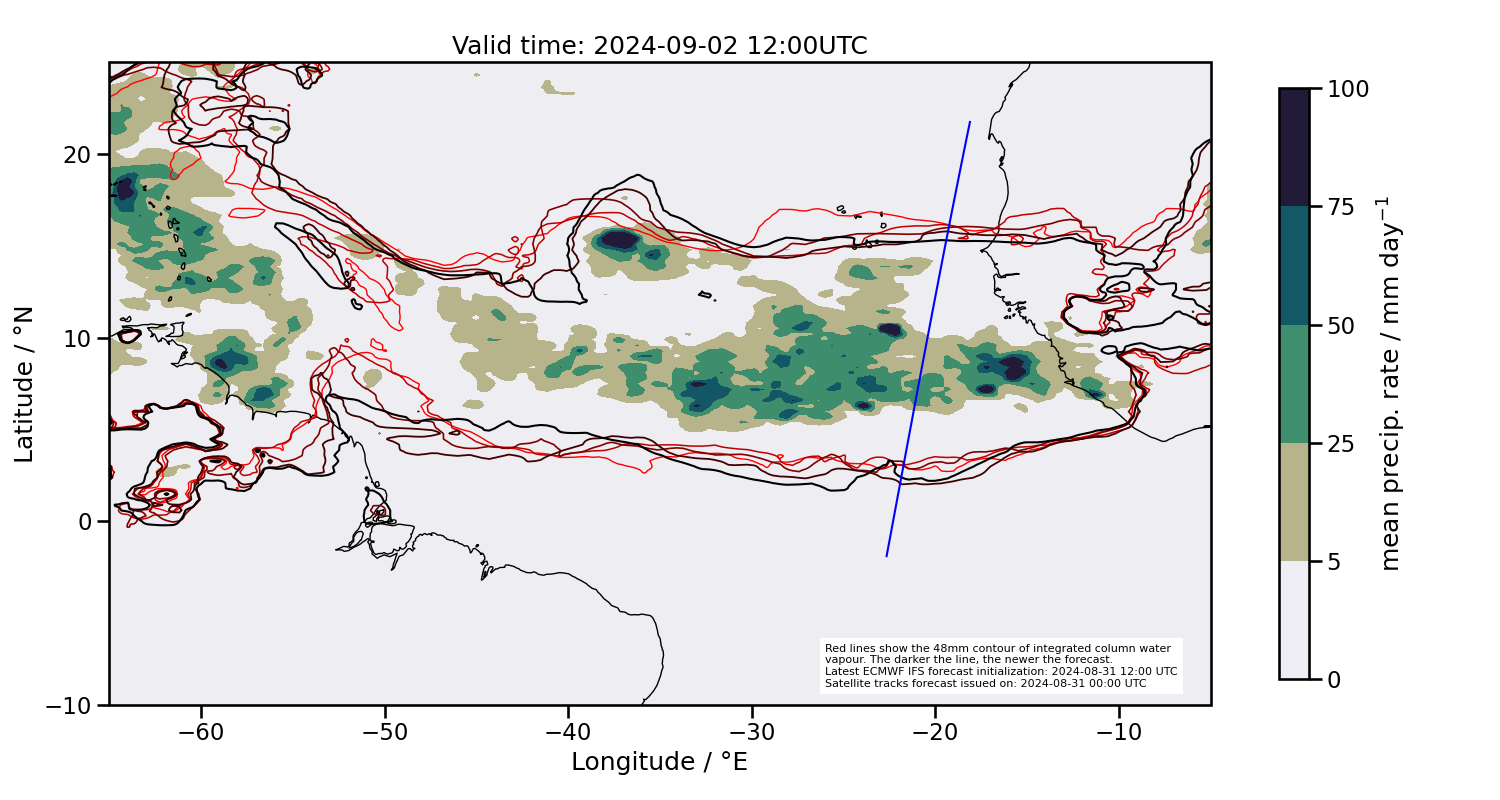 Valid time: 2024-09-02 12:00UTC
Latitude / °N
20
10
0
−10
−60
−50
−40
−30
−20
−10
Longitude / °E
Red lines show the 48mm contour of integrated column water
vapour. The darker the line, the newer the forecast.
Latest ECMWF IFS forecast initialization: 2024-08-31 12:00 UTC
Satellite tracks forecast issued on: 2024-08-31 00:00 UTC
100
75
50
25
5
0
mean precip. rate / mm day⁻¹